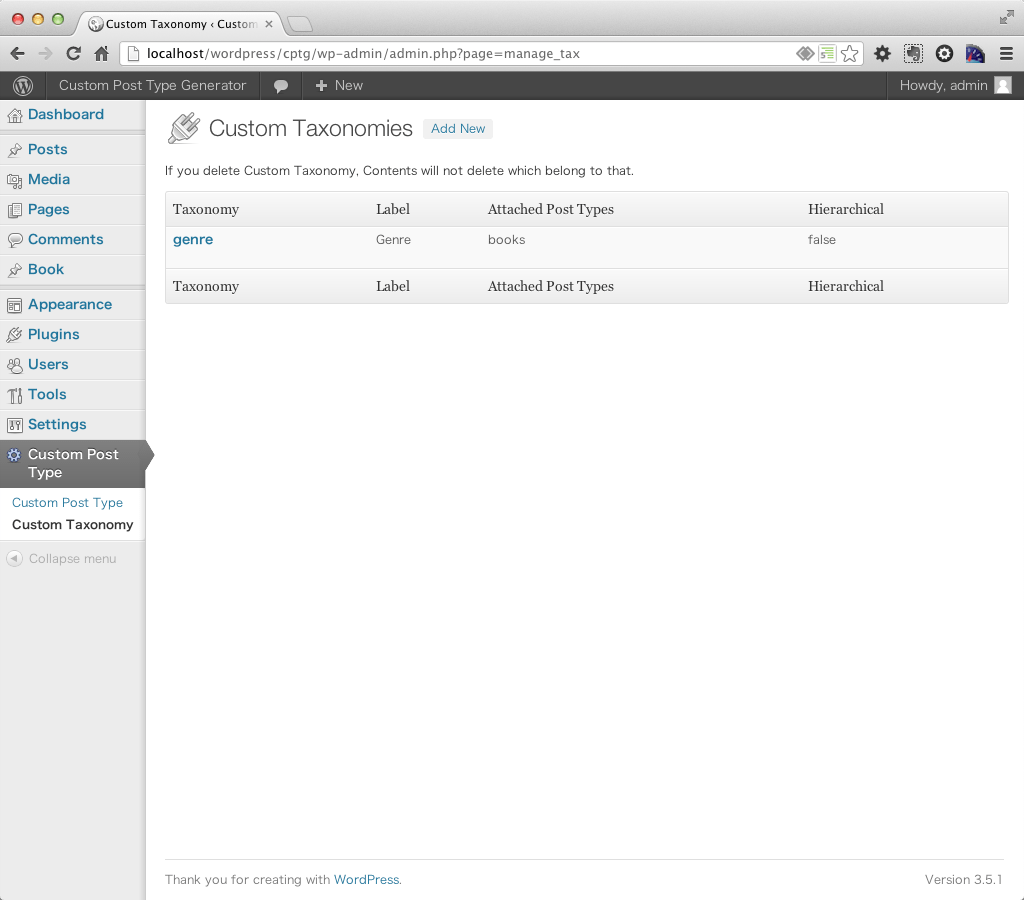 Custom Taxonomy ‹ Custom
localhost/wordpress/cptg/wp-admin/admin.php?page=manage_tax
Custom Post Type Generator
New
Howdy, admin
Dashboard
Posts
Media
Pages
Comments
Book
Appearance
Plugins
Users
Tools
Settings
Custom Post
Type
Custom Post Type
Custom Taxonomy
Collapse menu
Custom Taxonomies Add New
If you delete Custom Taxonomy, Contents will not delete which belong to that.
Taxonomy Label Attached Post Types Hierarchical
genre Genre books false
Taxonomy Label Attached Post Types Hierarchical
Thank you for creating with WordPress. Version 3.5.1